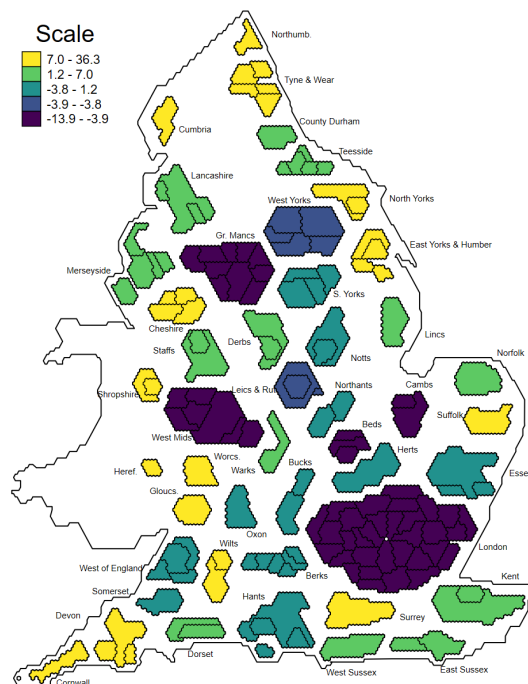 Scale
7.0 - 36.3
1.2 - 7.0
-3.8 - 1.2
-3.9 - -3.8
-13.9 - -3.9
Northumb.
Tyne & Wear
Cumbria
County Durham
Teesside
Lancashire
West Yorks
North Yorks
Gr. Mancs
East Yorks & Humber
Merseyside
S. Yorks
Cheshire
Lincs
Staffs
Derbs
Notts
Norfolk
Shropshire
Leics & Rut
Northants
Cambs
Suffolk
West Mids
Beds
Worcs.
Herts
Heref.
Warks
Bucks
Esse
Gloucs.
Oxon
London
Wilts
West of England
Berks
Kent
Somerset
Hants
Devon
Surrey
Dorset
West Sussex
East Sussex
Cornwall